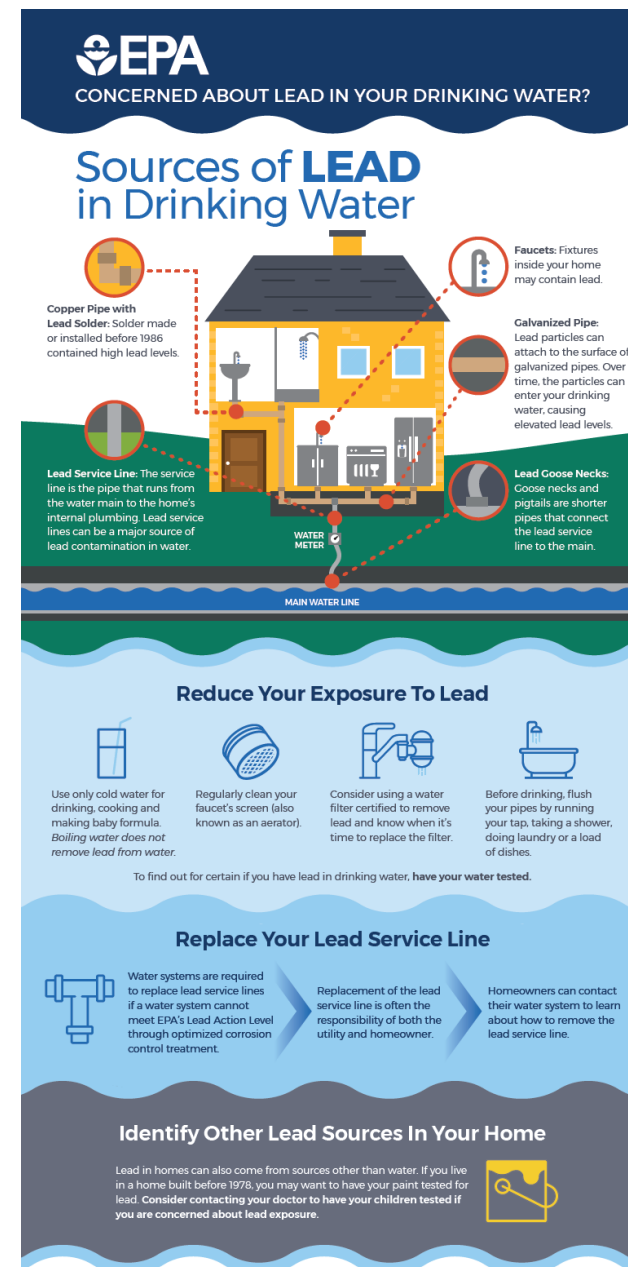 EPA
CONCERNED ABOUT LEAD IN YOUR DRINKING WATER?
Sources of LEAD
in Drinking Water
Copper Pipe with
Lead Solder: Solder made
or installed before 1986
contained high lead levels.
Faucets: Fixtures
inside your home
may contain lead.
Galvanized Pipe:
Lead particles can
attach to the surface of
galvanized pipes. Over
time, the particles can
enter your drinking
water, causing
elevated lead levels.
Lead Service Line: The service
line is the pipe that runs from
the water main to the home's
internal plumbing. Lead service
lines can be a major source of
lead contamination in water.
Lead Goose Necks:
Goose necks and
pigtails are shorter
pipes that connect
the lead service
line to the main.
WATER
METER
MAIN WATER LINE
Reduce Your Exposure To Lead
Use only cold water for
drinking, cooking and
making baby formula.
Boiling water does not
remove lead from water.
Regularly clean your
faucet's screen (also
known as an aerator).
Consider using a water
filter certified to remove
lead and know when it's
time to replace the filter.
Before drinking, flush
your pipes by running
your tap, taking a shower,
doing laundry or a load
of dishes.
To find out for certain if you have lead in drinking water, have your water tested.
Replace Your Lead Service Line
Water systems are required
to replace lead service lines
if a water system cannot
meet EPA's Lead Action Level
through optimized corrosion
control treatment.
Replacement of the lead
service line is often the
responsibility of both the
utility and homeowner.
Homeowners can contact
their water system to learn
about how to remove the
lead service line.
Identify Other Lead Sources In Your Home
Lead in homes can also come from sources other than water. If you live
in a home built before 1978, you may want to have your paint tested for
lead. Consider contacting your doctor to have your children tested if
you are concerned about lead exposure.